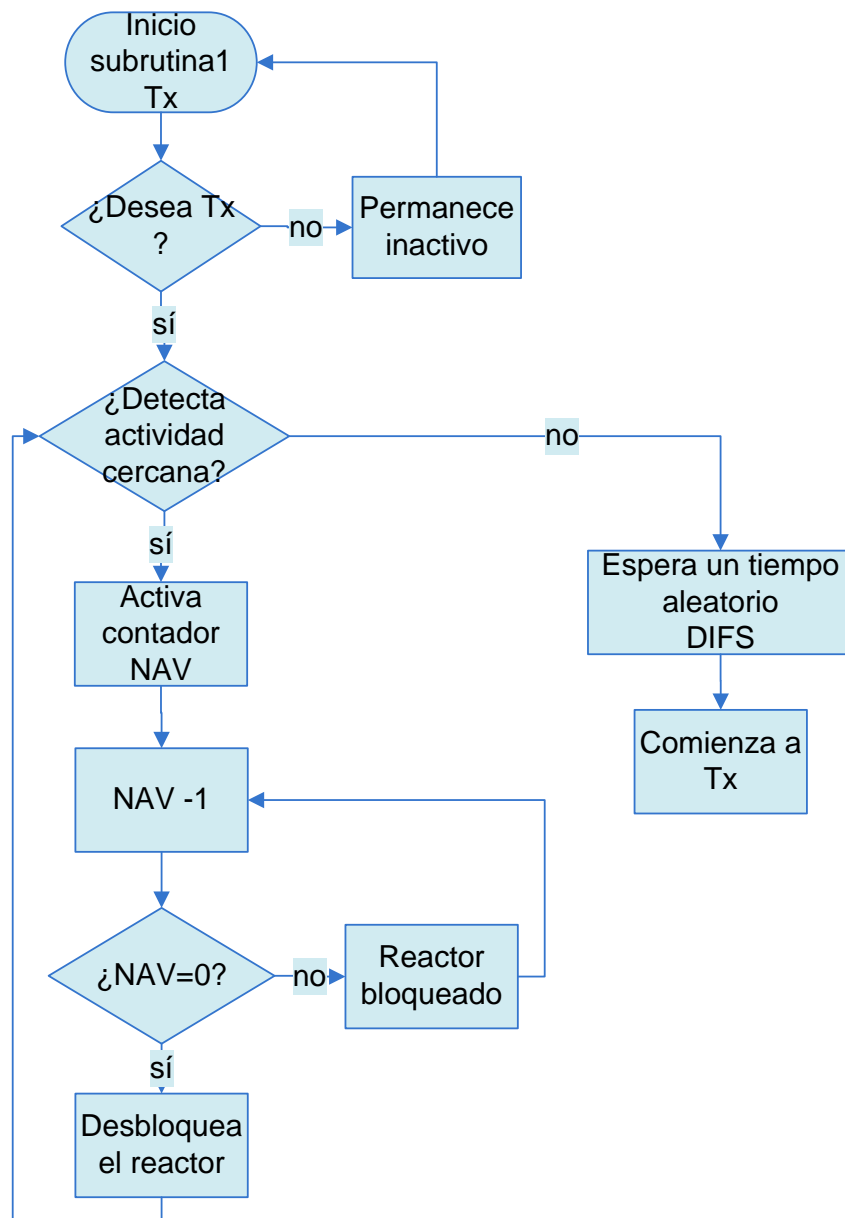 Inicio
subrutina1
Tx
¿Desea Tx
?
no
Permanece
inactivo
sí
¿Detecta
actividad
cercana?
no
sí
Espera un tiempo
aleatorio
DIFS
Activa
contador
NAV
Comienza a
Tx
NAV -1
¿NAV=0?
no
Reactor
bloqueado
sí
Desbloquea
el reactor